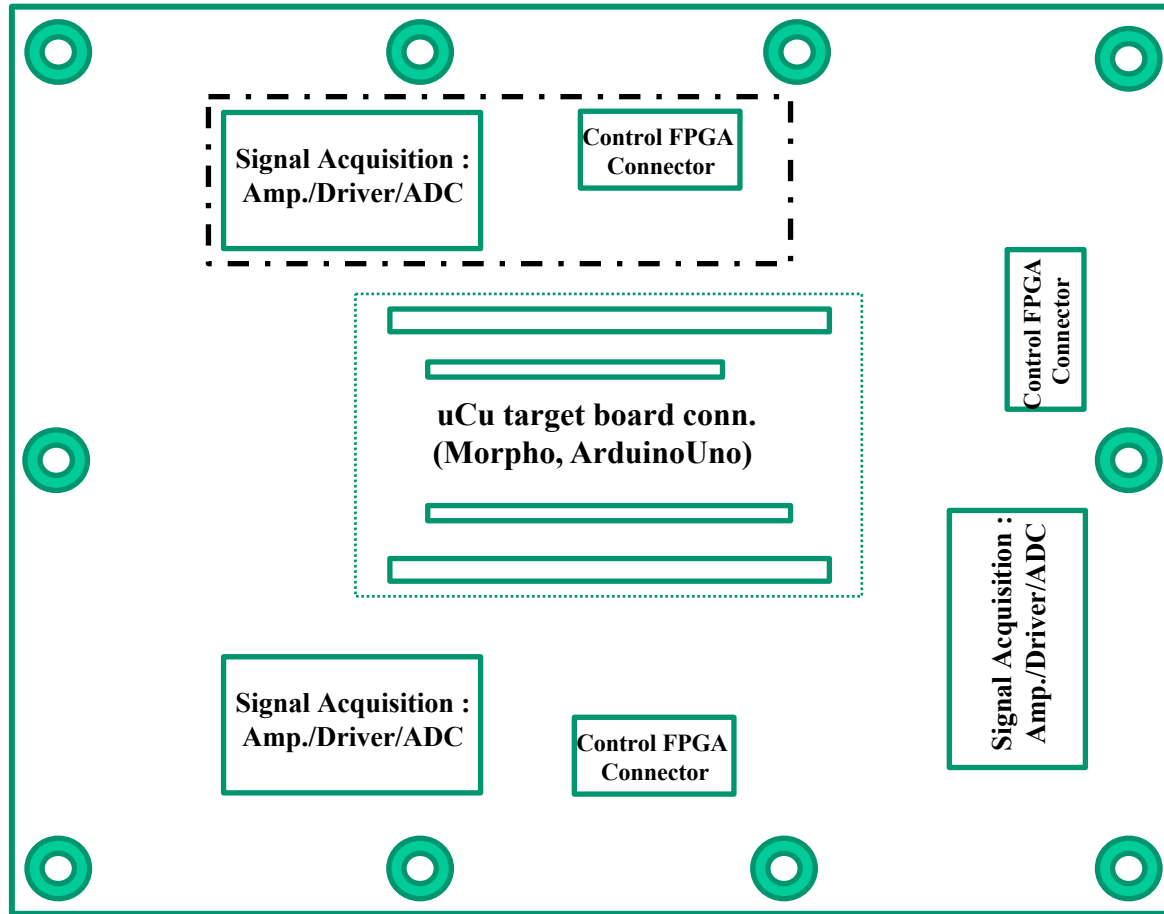 Signal Acquisition :
Amp./Driver/ADC
Control FPGA
Connector
Control FPGA
Connector
uCu target board conn.
(Morpho, ArduinoUno)
Signal Acquisition :
Amp./Driver/ADC
Signal Acquisition :
Amp./Driver/ADC
Control FPGA
Connector